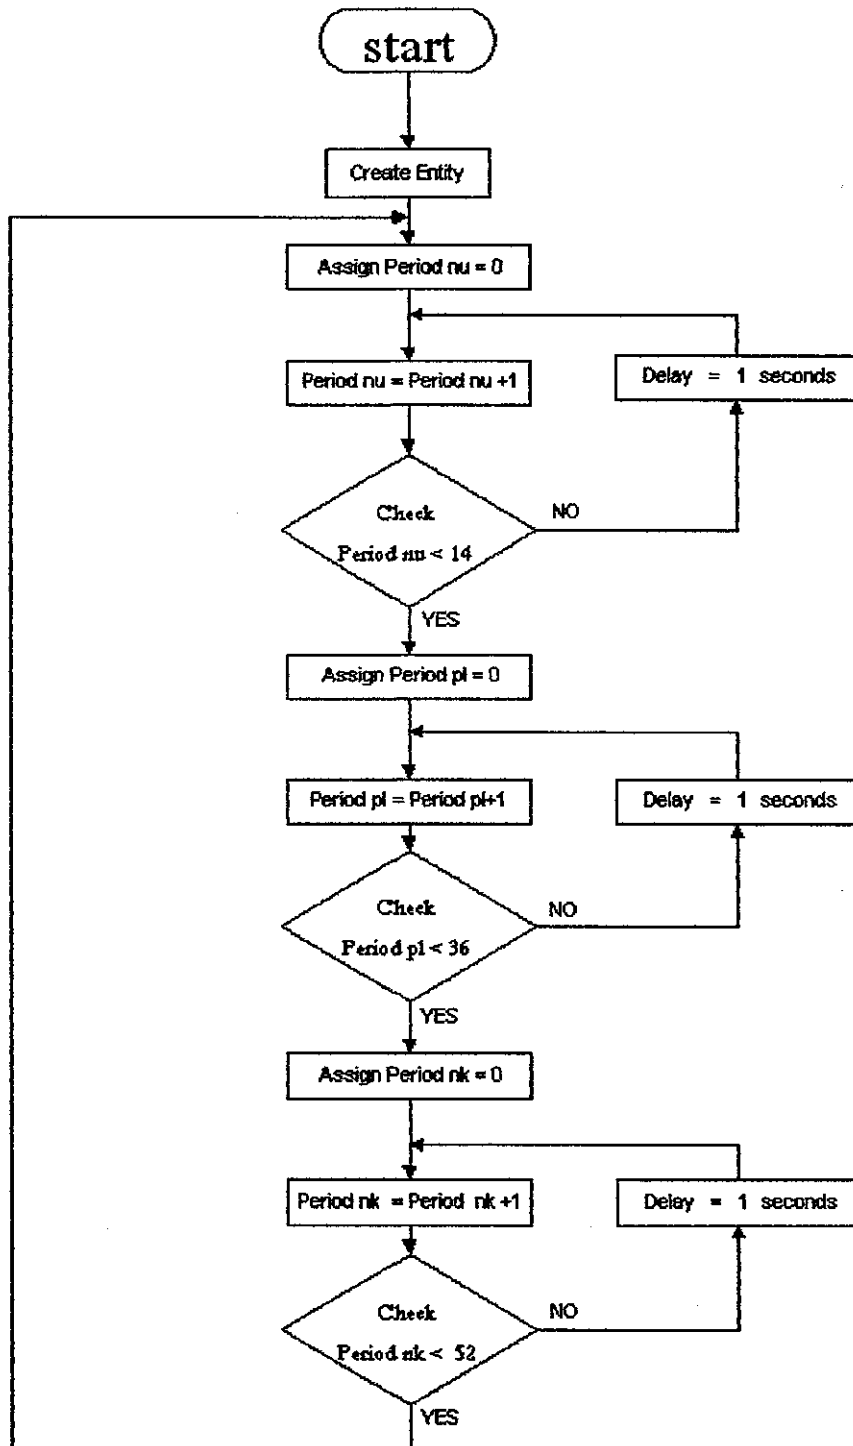 start
Create Entity
Assign Period nu = 0
Period nu = Period nu +1
Delay = 1 seconds
Check
Period nu < 14
NO
YES
Assign Period pl = 0
Period pl = Period pl+1
Delay = 1 seconds
Check
Period pl < 36
NO
YES
Assign Period nk = 0
Period nk = Period nk +1
Delay = 1 seconds
Check
Period nk < 52
NO
YES